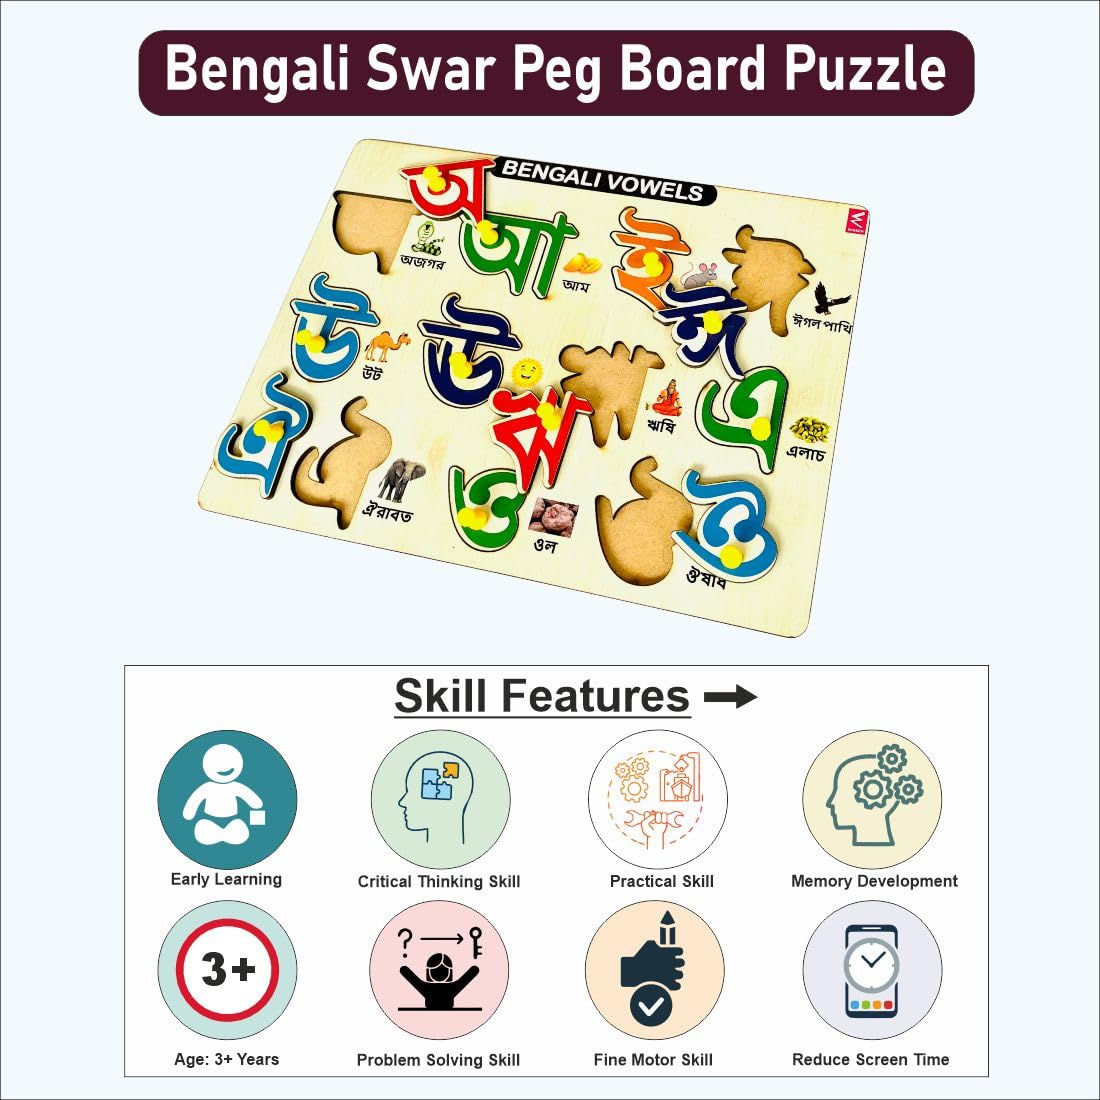 Bengali Swar Peg Board Puzzle
BENGALI VOWELS
অ
আ
ই
ঈ
অজগর
আম
ঈগল পাখি
উ
ঊ
ঋ
এ
উট
ঋষি
এলাচ
ঐ
ও
ঔ
ঐরাবত
ওল
Skill Features
Early Learning
Critical Thinking Skill
Practical Skill
Memory Development
3+
?
Age: 3+ Years
Problem Solving Skill
Fine Motor Skill
Reduce Screen Time